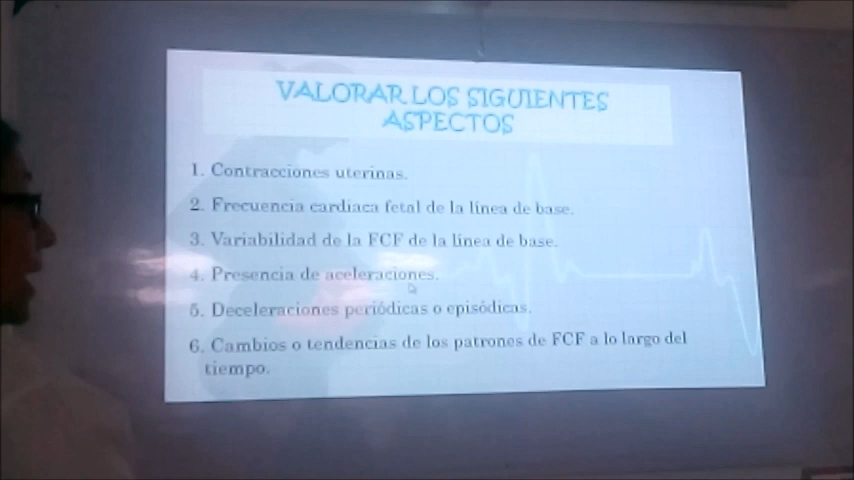 VALORAR LOS SIGUIENTES
ASPECTOS
1. Contracciones uterinas.
2. Frecuencia cardiaca fetal de la línea de base.
3. Variabilidad de la FCF de la línea de base.
4. Presencia de aceleraciones.
5. Deceleraciones periódicas o episódicas.
6. Cambios o tendencias de los patrones de FCF a lo largo del
tiempo.